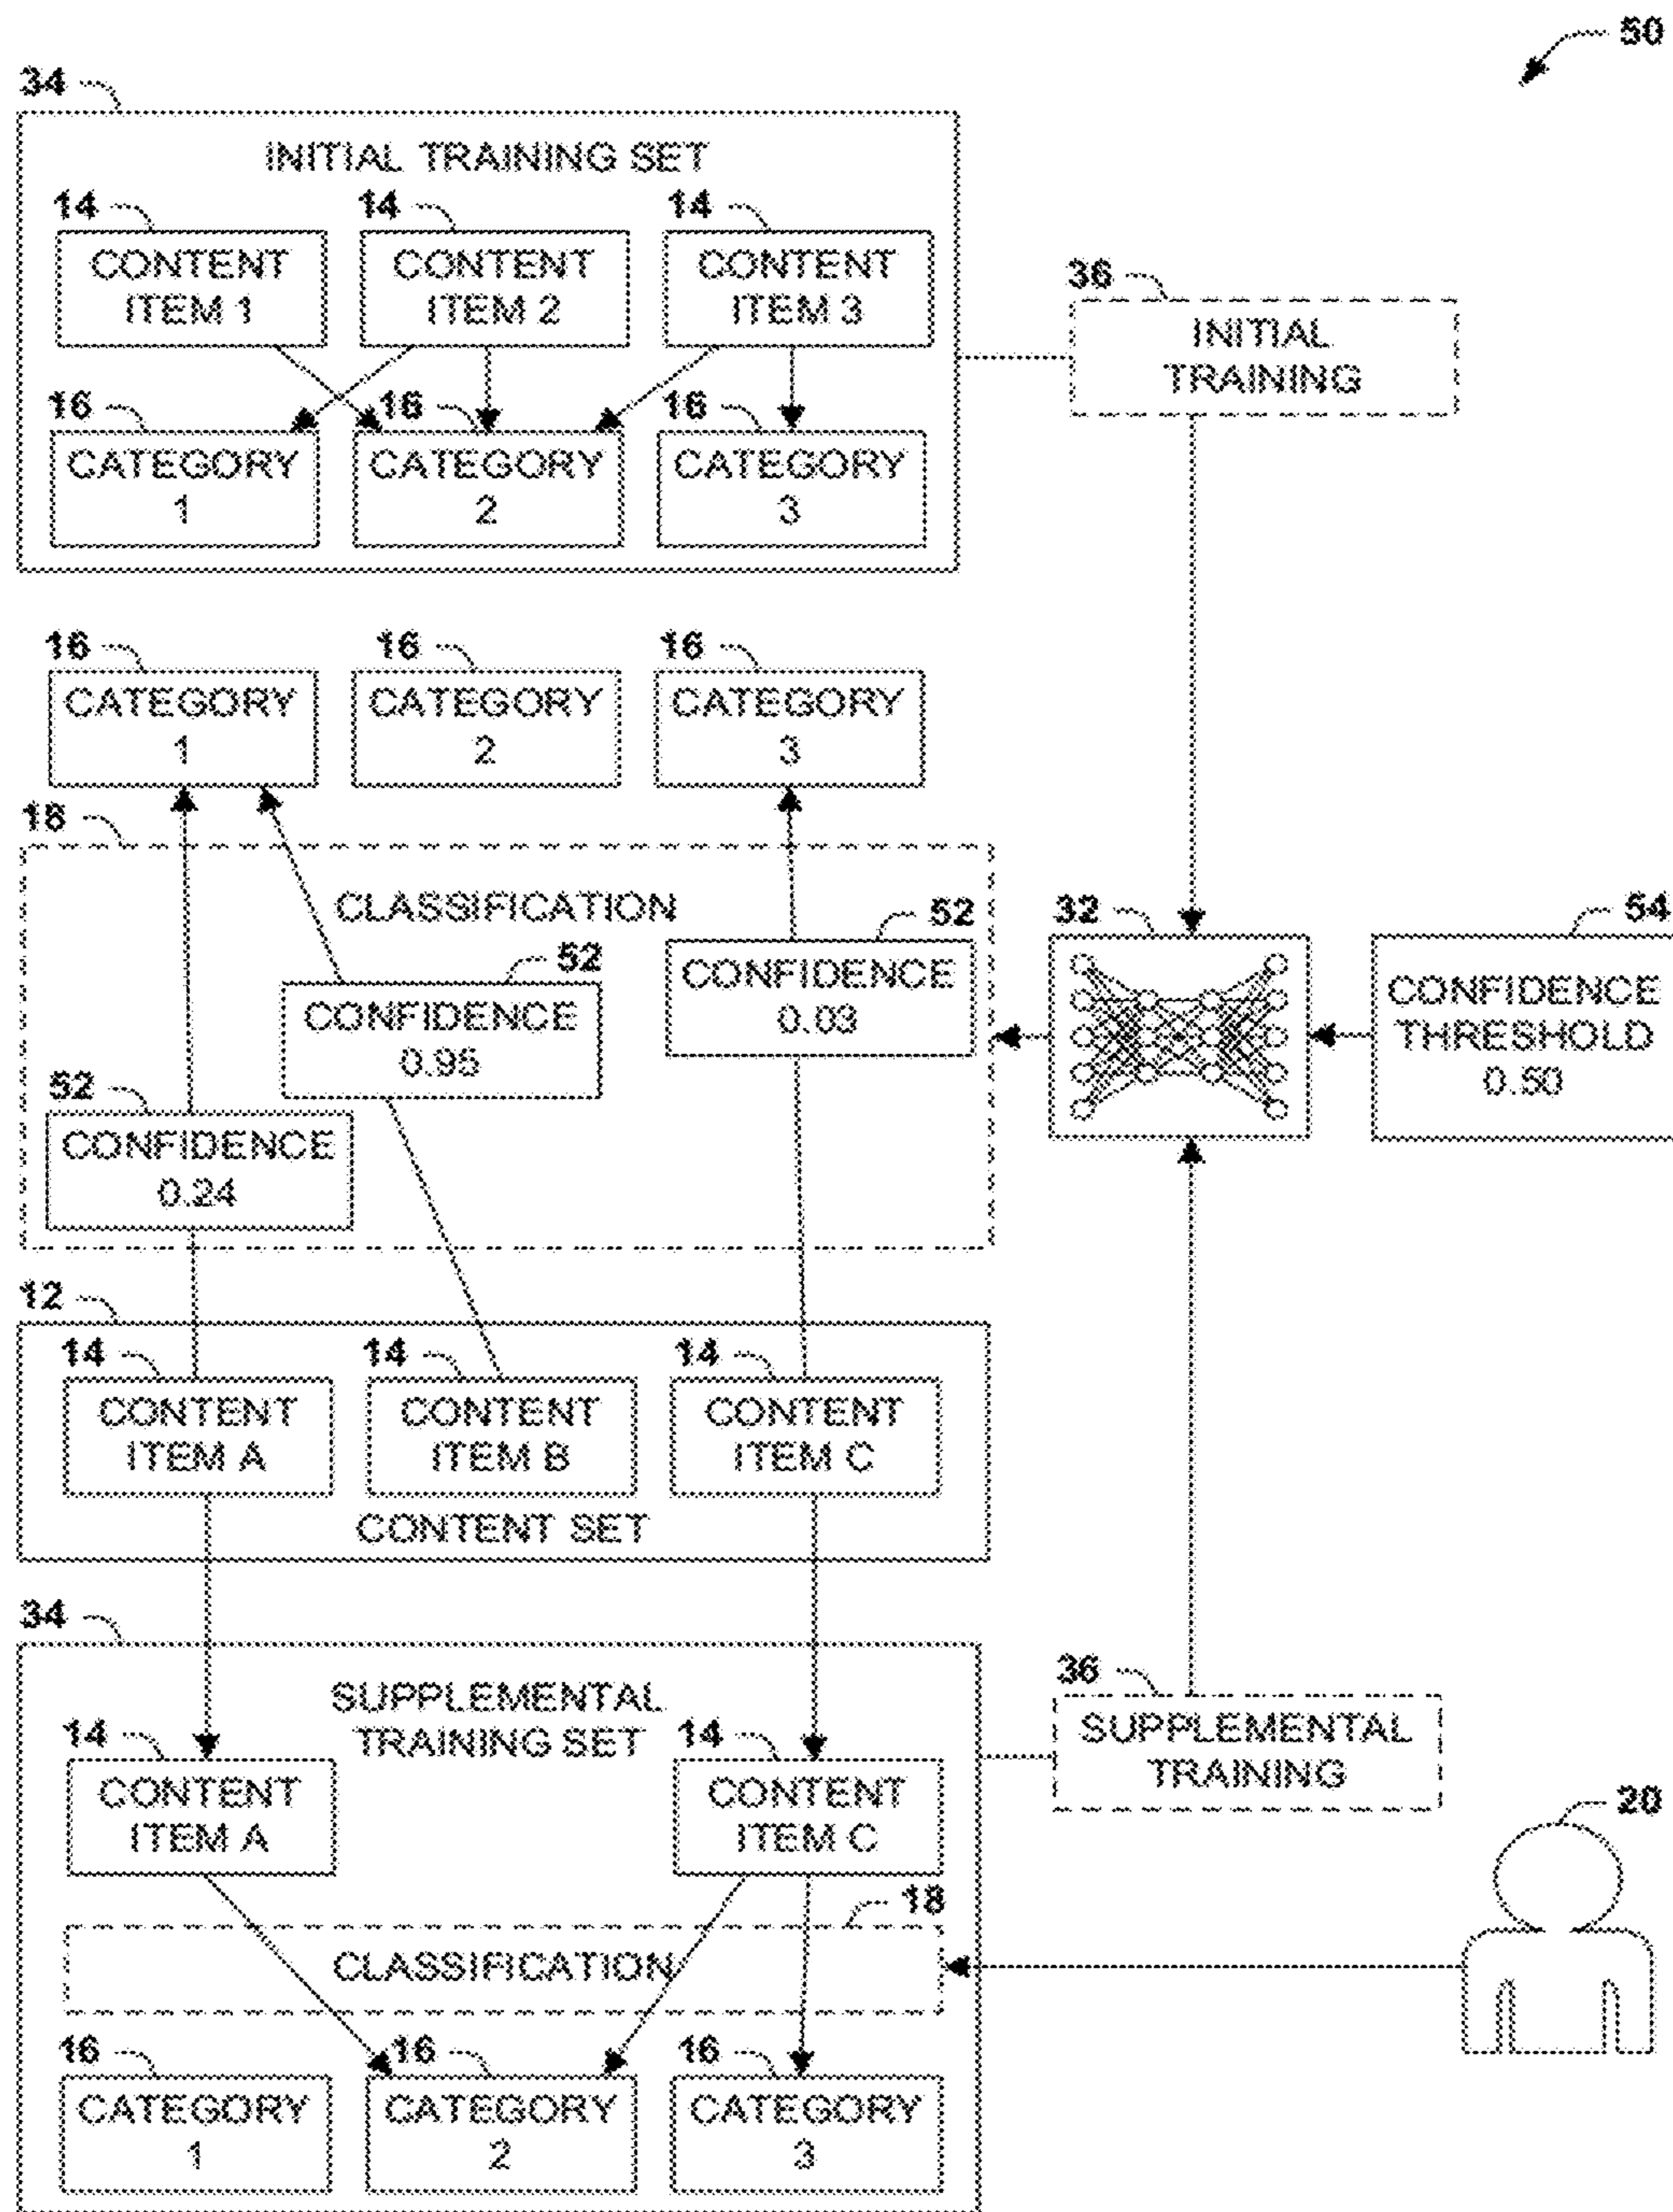 50
34
INITIAL TRAINING SET
14
14
14
CONTENT
ITEM 1
CONTENT
ITEM 2
CONTENT
ITEM 3
36
INITIAL
TRAINING
16
16
16
CATEGORY
1
CATEGORY
2
CATEGORY
3
16
16
16
CATEGORY
1
CATEGORY
2
CATEGORY
3
18
CLASSIFICATION
52
CONFIDENCE
0.03
52
CONFIDENCE
0.95
52
CONFIDENCE
0.24
32
54
CONFIDENCE
THRESHOLD
0.50
12
14
14
14
CONTENT
ITEM A
CONTENT
ITEM B
CONTENT
ITEM C
CONTENT SET
34
SUPPLEMENTAL
TRAINING SET
14
14
CONTENT
ITEM A
CONTENT
ITEM C
36
SUPPLEMENTAL
TRAINING
20
18
CLASSIFICATION
16
16
16
CATEGORY
1
CATEGORY
2
CATEGORY
3